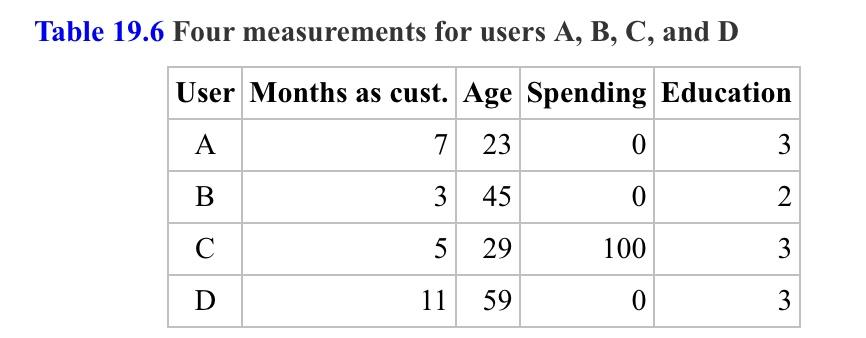 Table 19.6 Four measurements for users A, B, C, and D
User Months as cust. Age Spending Education
A 7 23 0 3
B 3 45 0 2
C 5 29 100 3
D 11 59 0 3